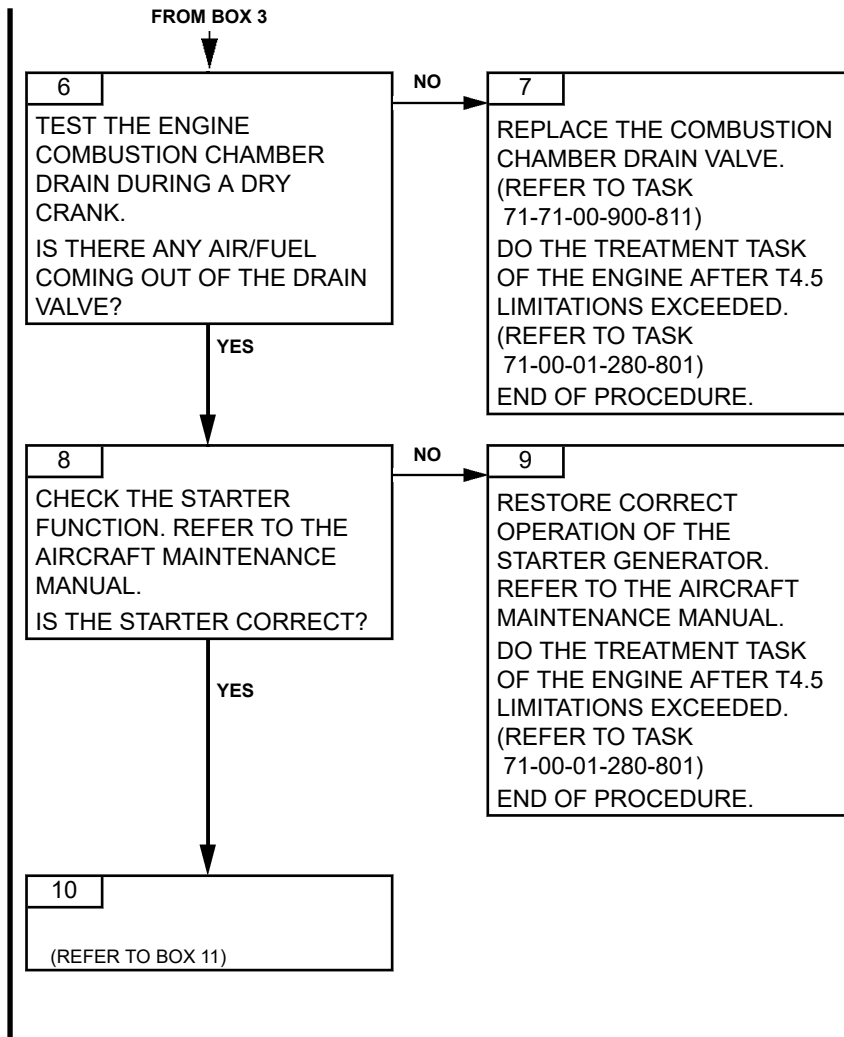 FROM BOX 3
6
TEST THE ENGINE
COMBUSTION CHAMBER
DRAIN DURING A DRY
CRANK.
IS THERE ANY AIR/FUEL
COMING OUT OF THE DRAIN
VALVE?
NO
7
REPLACE THE COMBUSTION
CHAMBER DRAIN VALVE.
(REFER TO TASK
71-71-00-900-811)
DO THE TREATMENT TASK
OF THE ENGINE AFTER T4.5
LIMITATIONS EXCEEDED.
(REFER TO TASK
71-00-01-280-801)
END OF PROCEDURE.
YES
8
CHECK THE STARTER
FUNCTION. REFER TO THE
AIRCRAFT MAINTENANCE
MANUAL.
IS THE STARTER CORRECT?
NO
9
RESTORE CORRECT
OPERATION OF THE
STARTER GENERATOR.
REFER TO THE AIRCRAFT
MAINTENANCE MANUAL.
DO THE TREATMENT TASK
OF THE ENGINE AFTER T4.5
LIMITATIONS EXCEEDED.
(REFER TO TASK
71-00-01-280-801)
END OF PROCEDURE.
YES
10
(REFER TO BOX 11)